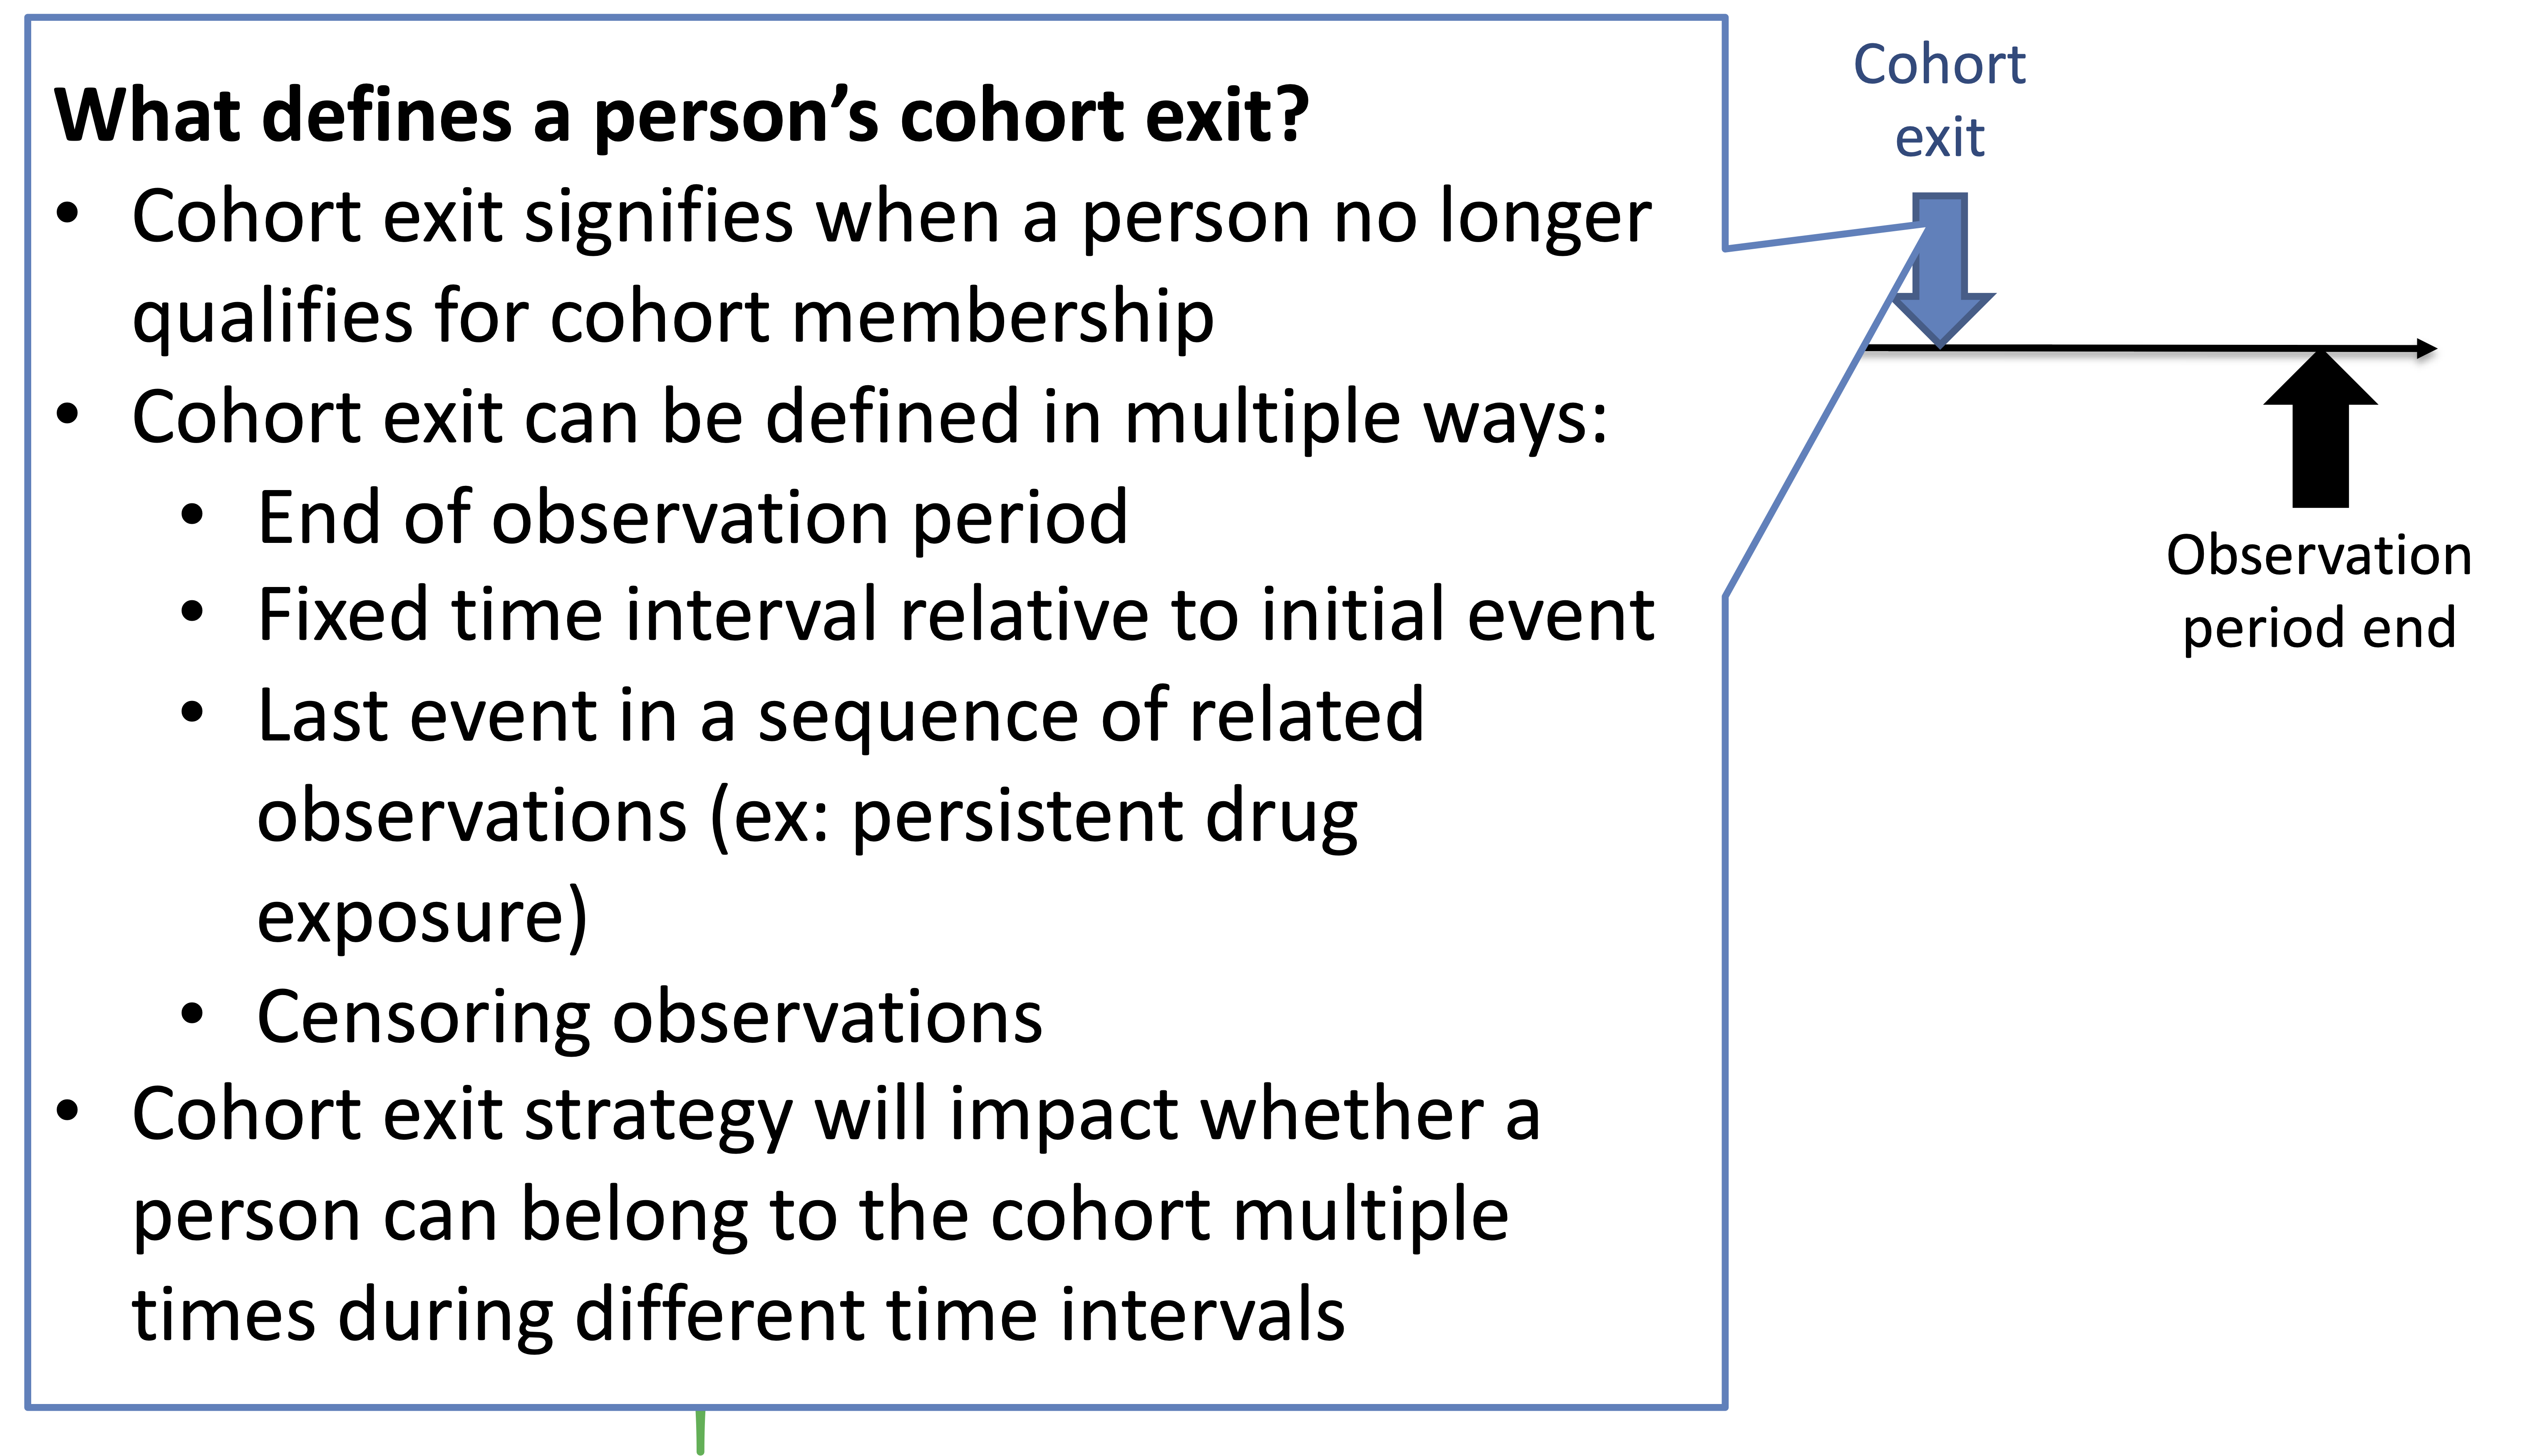 What defines a person’s cohort exit?
• Cohort exit signifies when a person no longer
qualifies for cohort membership
• Cohort exit can be defined in multiple ways:
• End of observation period
• Fixed time interval relative to initial event
• Last event in a sequence of related
observations (ex: persistent drug
exposure)
• Censoring observations
• Cohort exit strategy will impact whether a
person can belong to the cohort multiple
times during different time intervals
Cohort
exit
Observation
period end